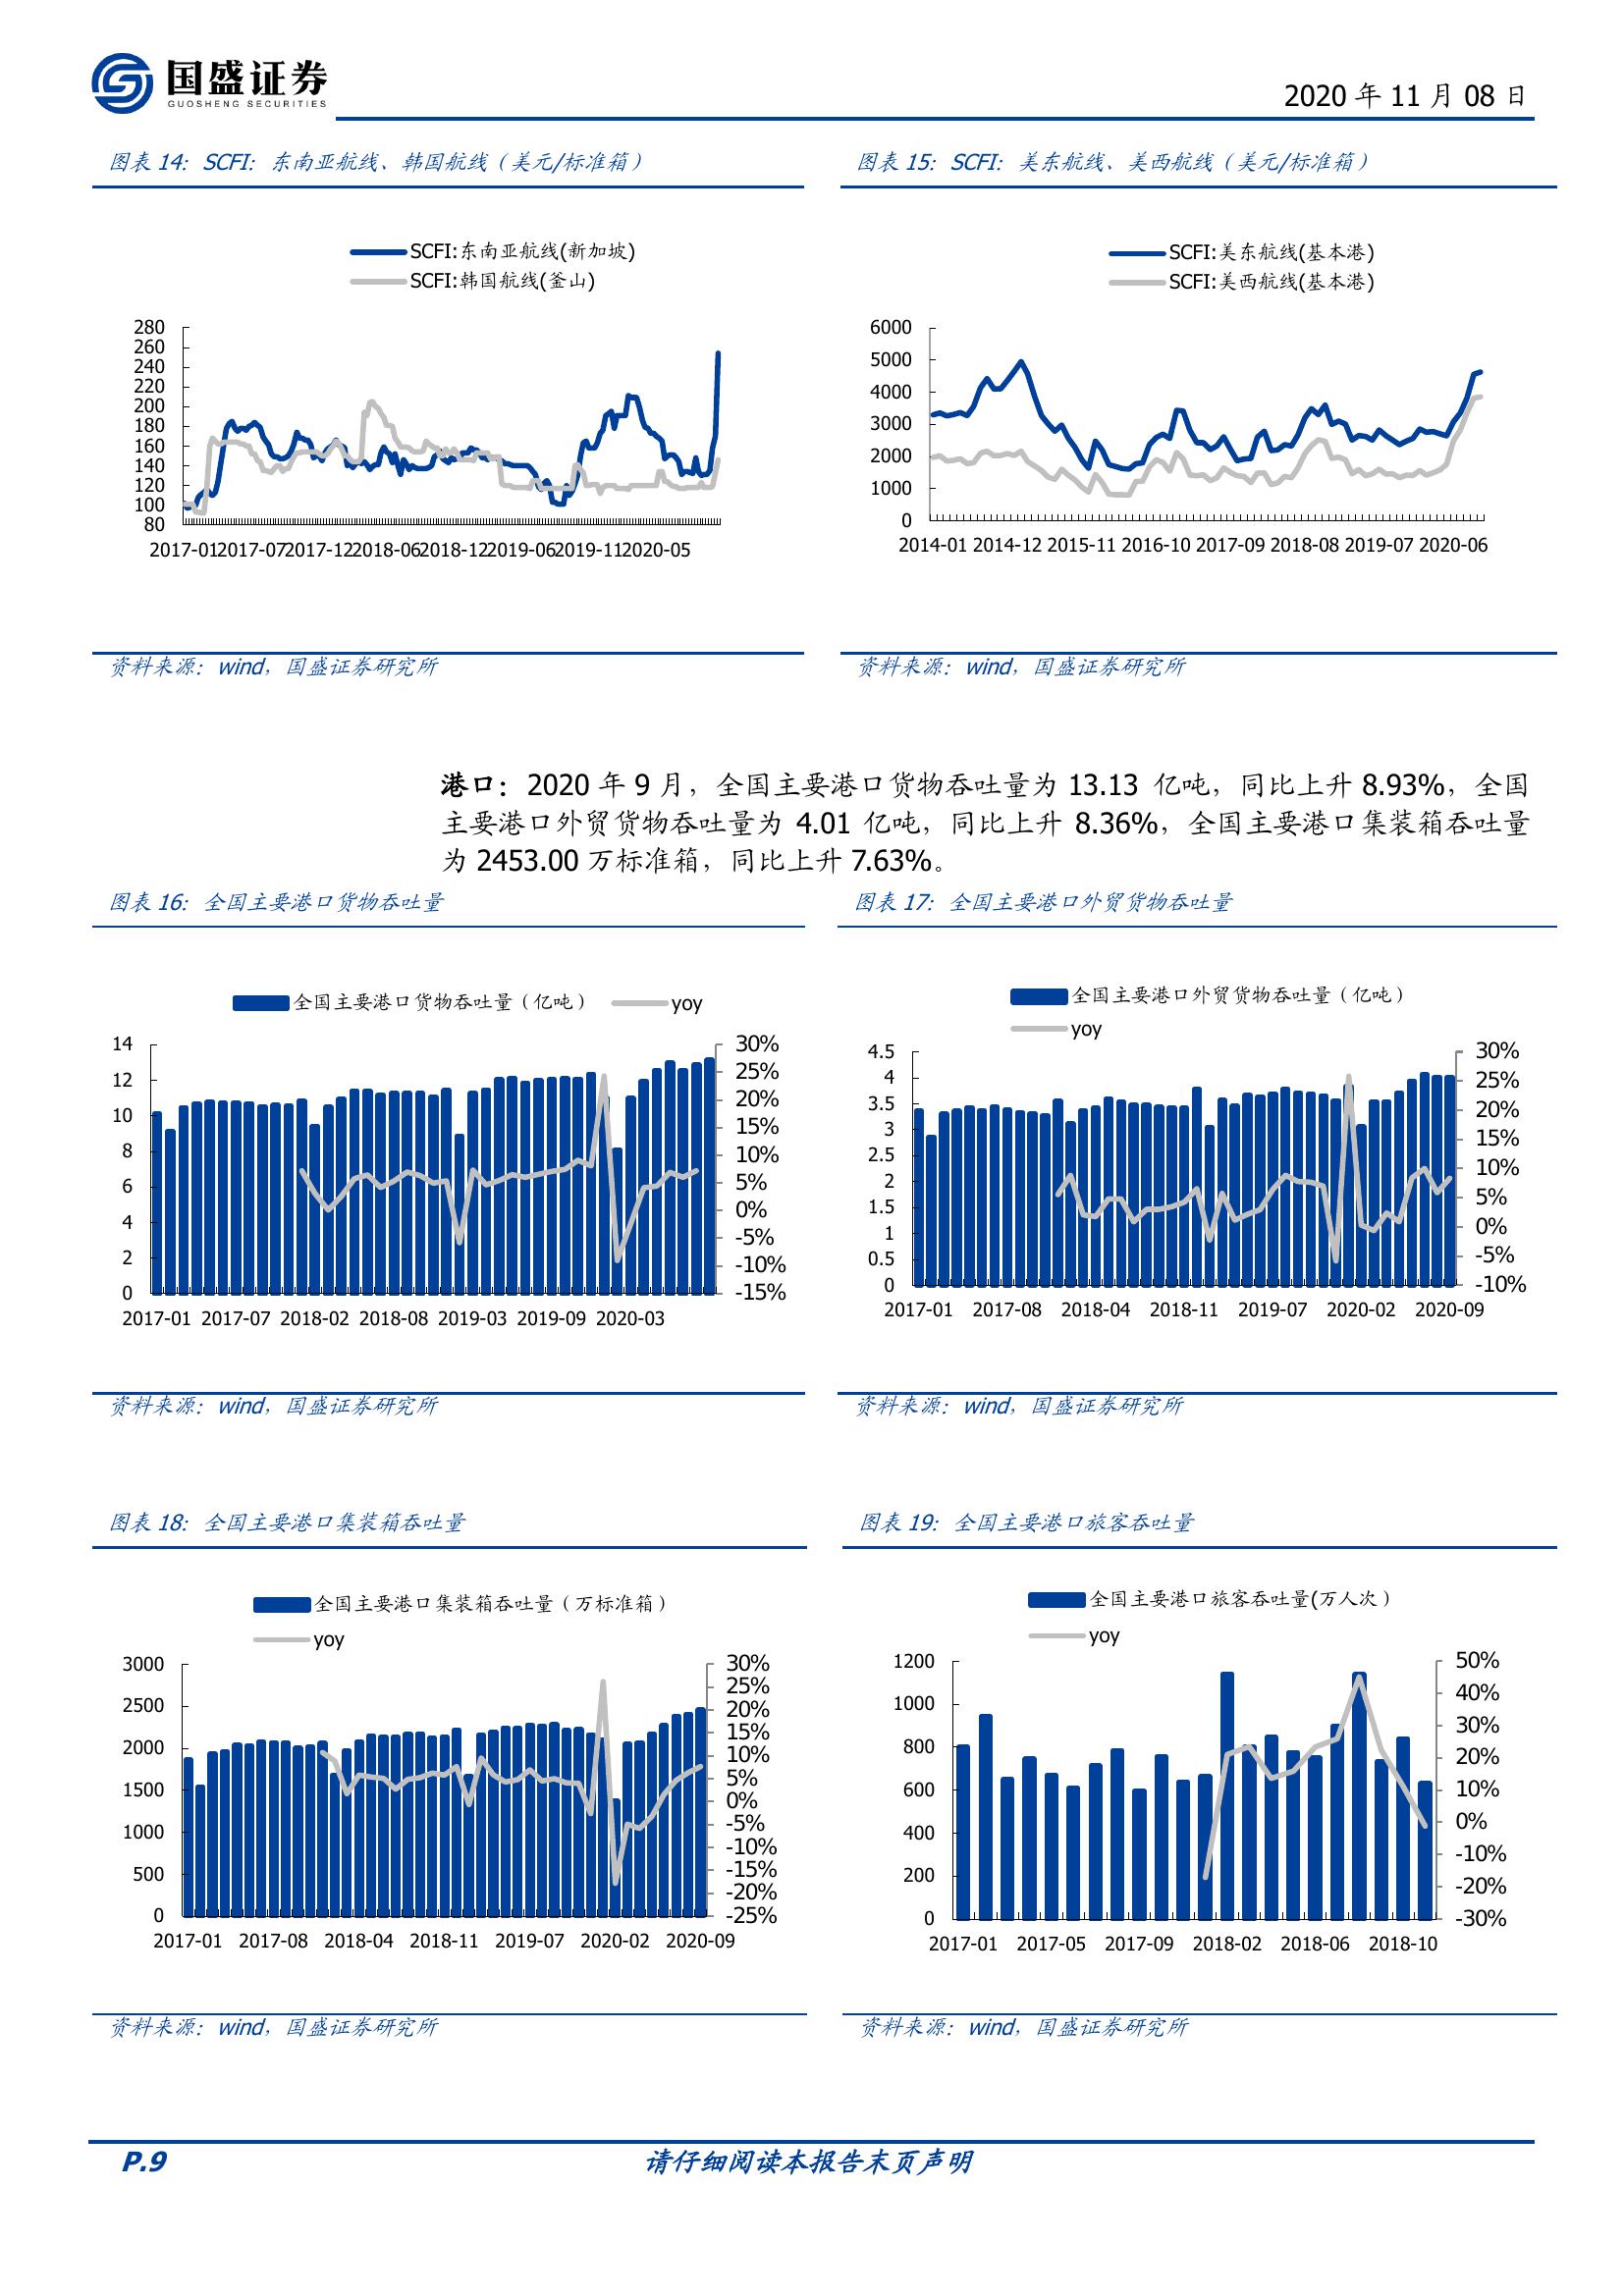 国盛证券
GUOSHENG SECURITIES
2020 年 11 月 08 日
图表 14：SCFI：东南亚航线、韩国航线（美元/标准箱）
图表 15：SCFI：美东航线、美西航线（美元/标准箱）
SCFI:东南亚航线(新加坡)
SCFI:韩国航线(釜山)
280
260
240
220
200
180
160
140
120
100
80
2017-01 2017-07 2017-12 2018-06 2018-12 2019-06 2019-11 2020-05
SCFI:美东航线(基本港)
SCFI:美西航线(基本港)
6000
5000
4000
3000
2000
1000
0
2014-01 2014-12 2015-11 2016-10 2017-09 2018-08 2019-07 2020-06
资料来源：wind，国盛证券研究所
资料来源：wind，国盛证券研究所
港口：2020 年 9 月，全国主要港口货物吞吐量为 13.13 亿吨，同比上升 8.93%，全国
主要港口外贸货物吞吐量为 4.01 亿吨，同比上升 8.36%，全国主要港口集装箱吞吐量
为 2453.00 万标准箱，同比上升 7.63%。
图表 16：全国主要港口货物吞吐量
图表 17：全国主要港口外贸货物吞吐量
全国主要港口货物吞吐量（亿吨） yoy
14
12
10
8
6
4
2
0
30%
25%
20%
15%
10%
5%
0%
-5%
-10%
-15%
2017-01 2017-07 2018-02 2018-08 2019-03 2019-09 2020-03
全国主要港口外贸货物吞吐量（亿吨）
yoy
4.5
4
3.5
3
2.5
2
1.5
1
0.5
0
30%
25%
20%
15%
10%
5%
0%
-5%
-10%
2017-01 2017-08 2018-04 2018-11 2019-07 2020-02 2020-09
资料来源：wind，国盛证券研究所
资料来源：wind，国盛证券研究所
图表 18：全国主要港口集装箱吞吐量
图表 19：全国主要港口旅客吞吐量
全国主要港口集装箱吞吐量（万标准箱）
yoy
3000
2500
2000
1500
1000
500
0
30%
25%
20%
15%
10%
5%
0%
-5%
-10%
-15%
-20%
-25%
2017-01 2017-08 2018-04 2018-11 2019-07 2020-02 2020-09
全国主要港口旅客吞吐量(万人次）
yoy
1200
1000
800
600
400
200
0
50%
40%
30%
20%
10%
0%
-10%
-20%
-30%
2017-01 2017-05 2017-09 2018-02 2018-06 2018-10
资料来源：wind，国盛证券研究所
资料来源：wind，国盛证券研究所
P.9
请仔细阅读本报告末页声明